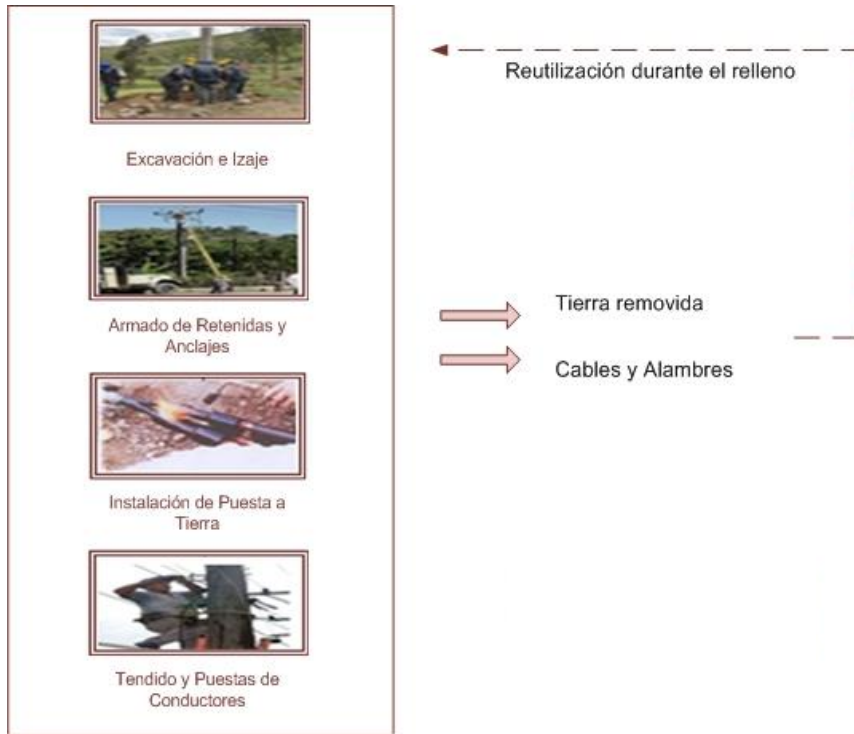 Excavación e Izaje
Armado de Retenidas y
Anclajes
Instalación de Puesta a
Tierra
Tendido y Puestas de
Conductores
Reutilización durante el relleno
Tierra removida
Cables y Alambres